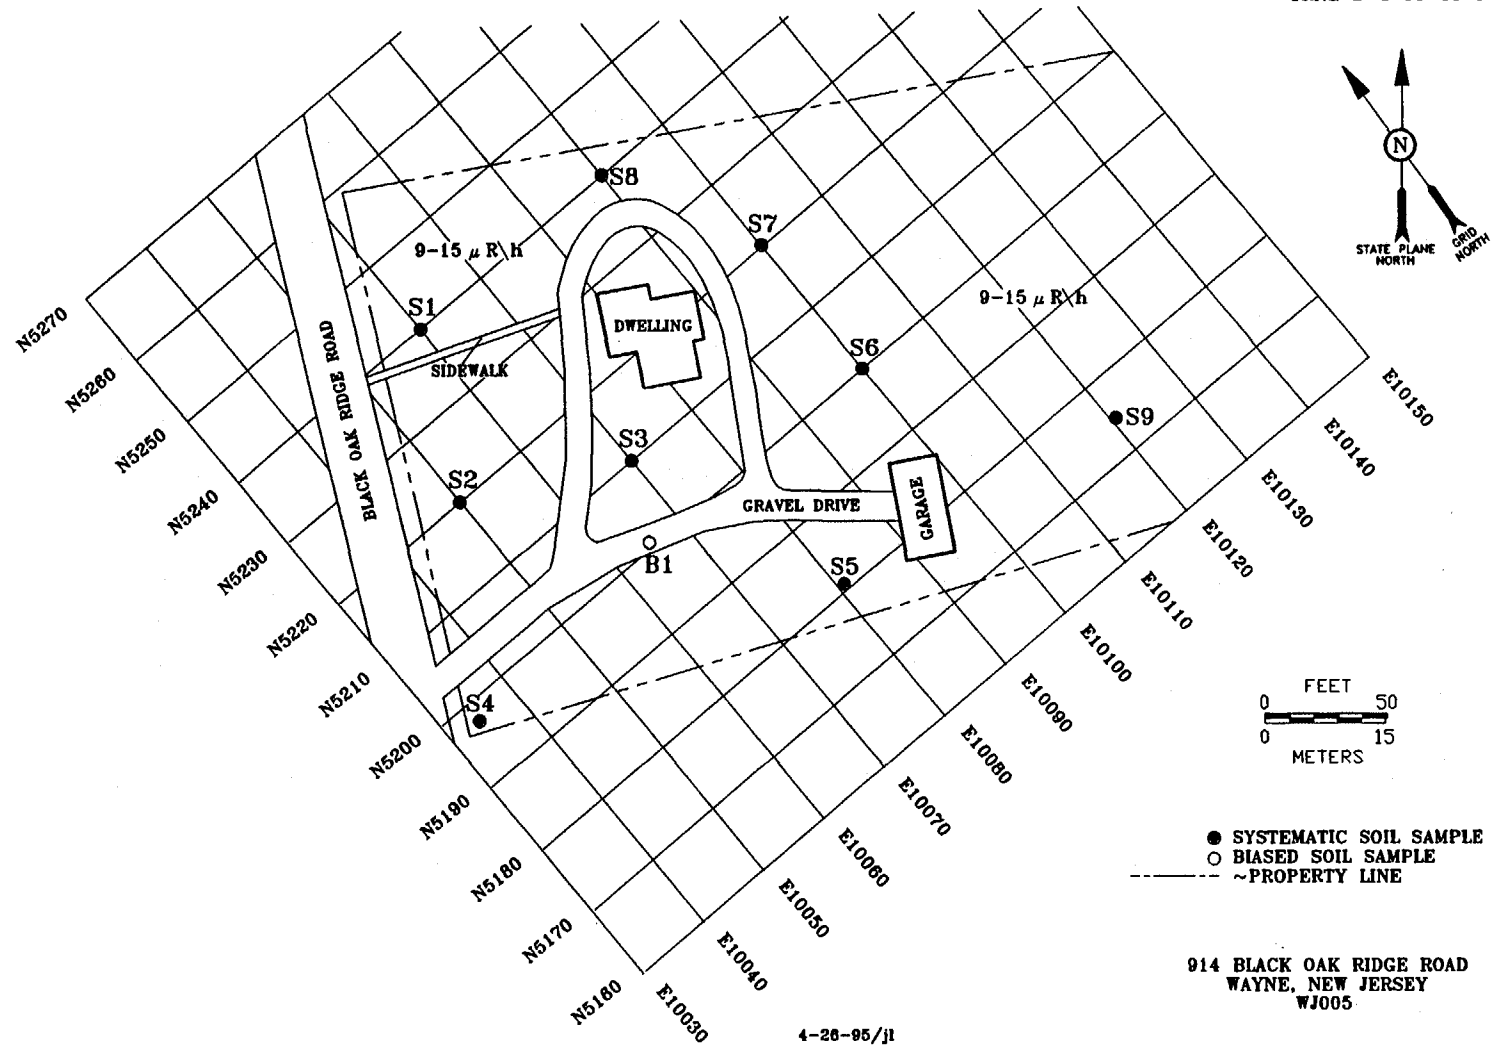 S8
S7
9-15 μ R\h
9-15 μ R\h
S1
DWELLING
S6
SIDEWALK
BLACK OAK RIDGE ROAD
S3
S2
S9
GRAVEL DRIVE
GARAGE
B1
S5
S4
N5270
N5260
N5250
N5240
N5230
N5220
N5210
N5200
N5190
N5180
N5170
N5160
E10030
E10040
E10050
E10060
E10070
E10080
E10090
E10100
E10110
E10120
E10130
E10140
E10150
N
STATE PLANE
NORTH
GRID
NORTH
FEET
0 50
0 15
METERS
SYSTEMATIC SOIL SAMPLE
BIASED SOIL SAMPLE
~PROPERTY LINE
914 BLACK OAK RIDGE ROAD
WAYNE, NEW JERSEY
WJ005
4-26-95/jl